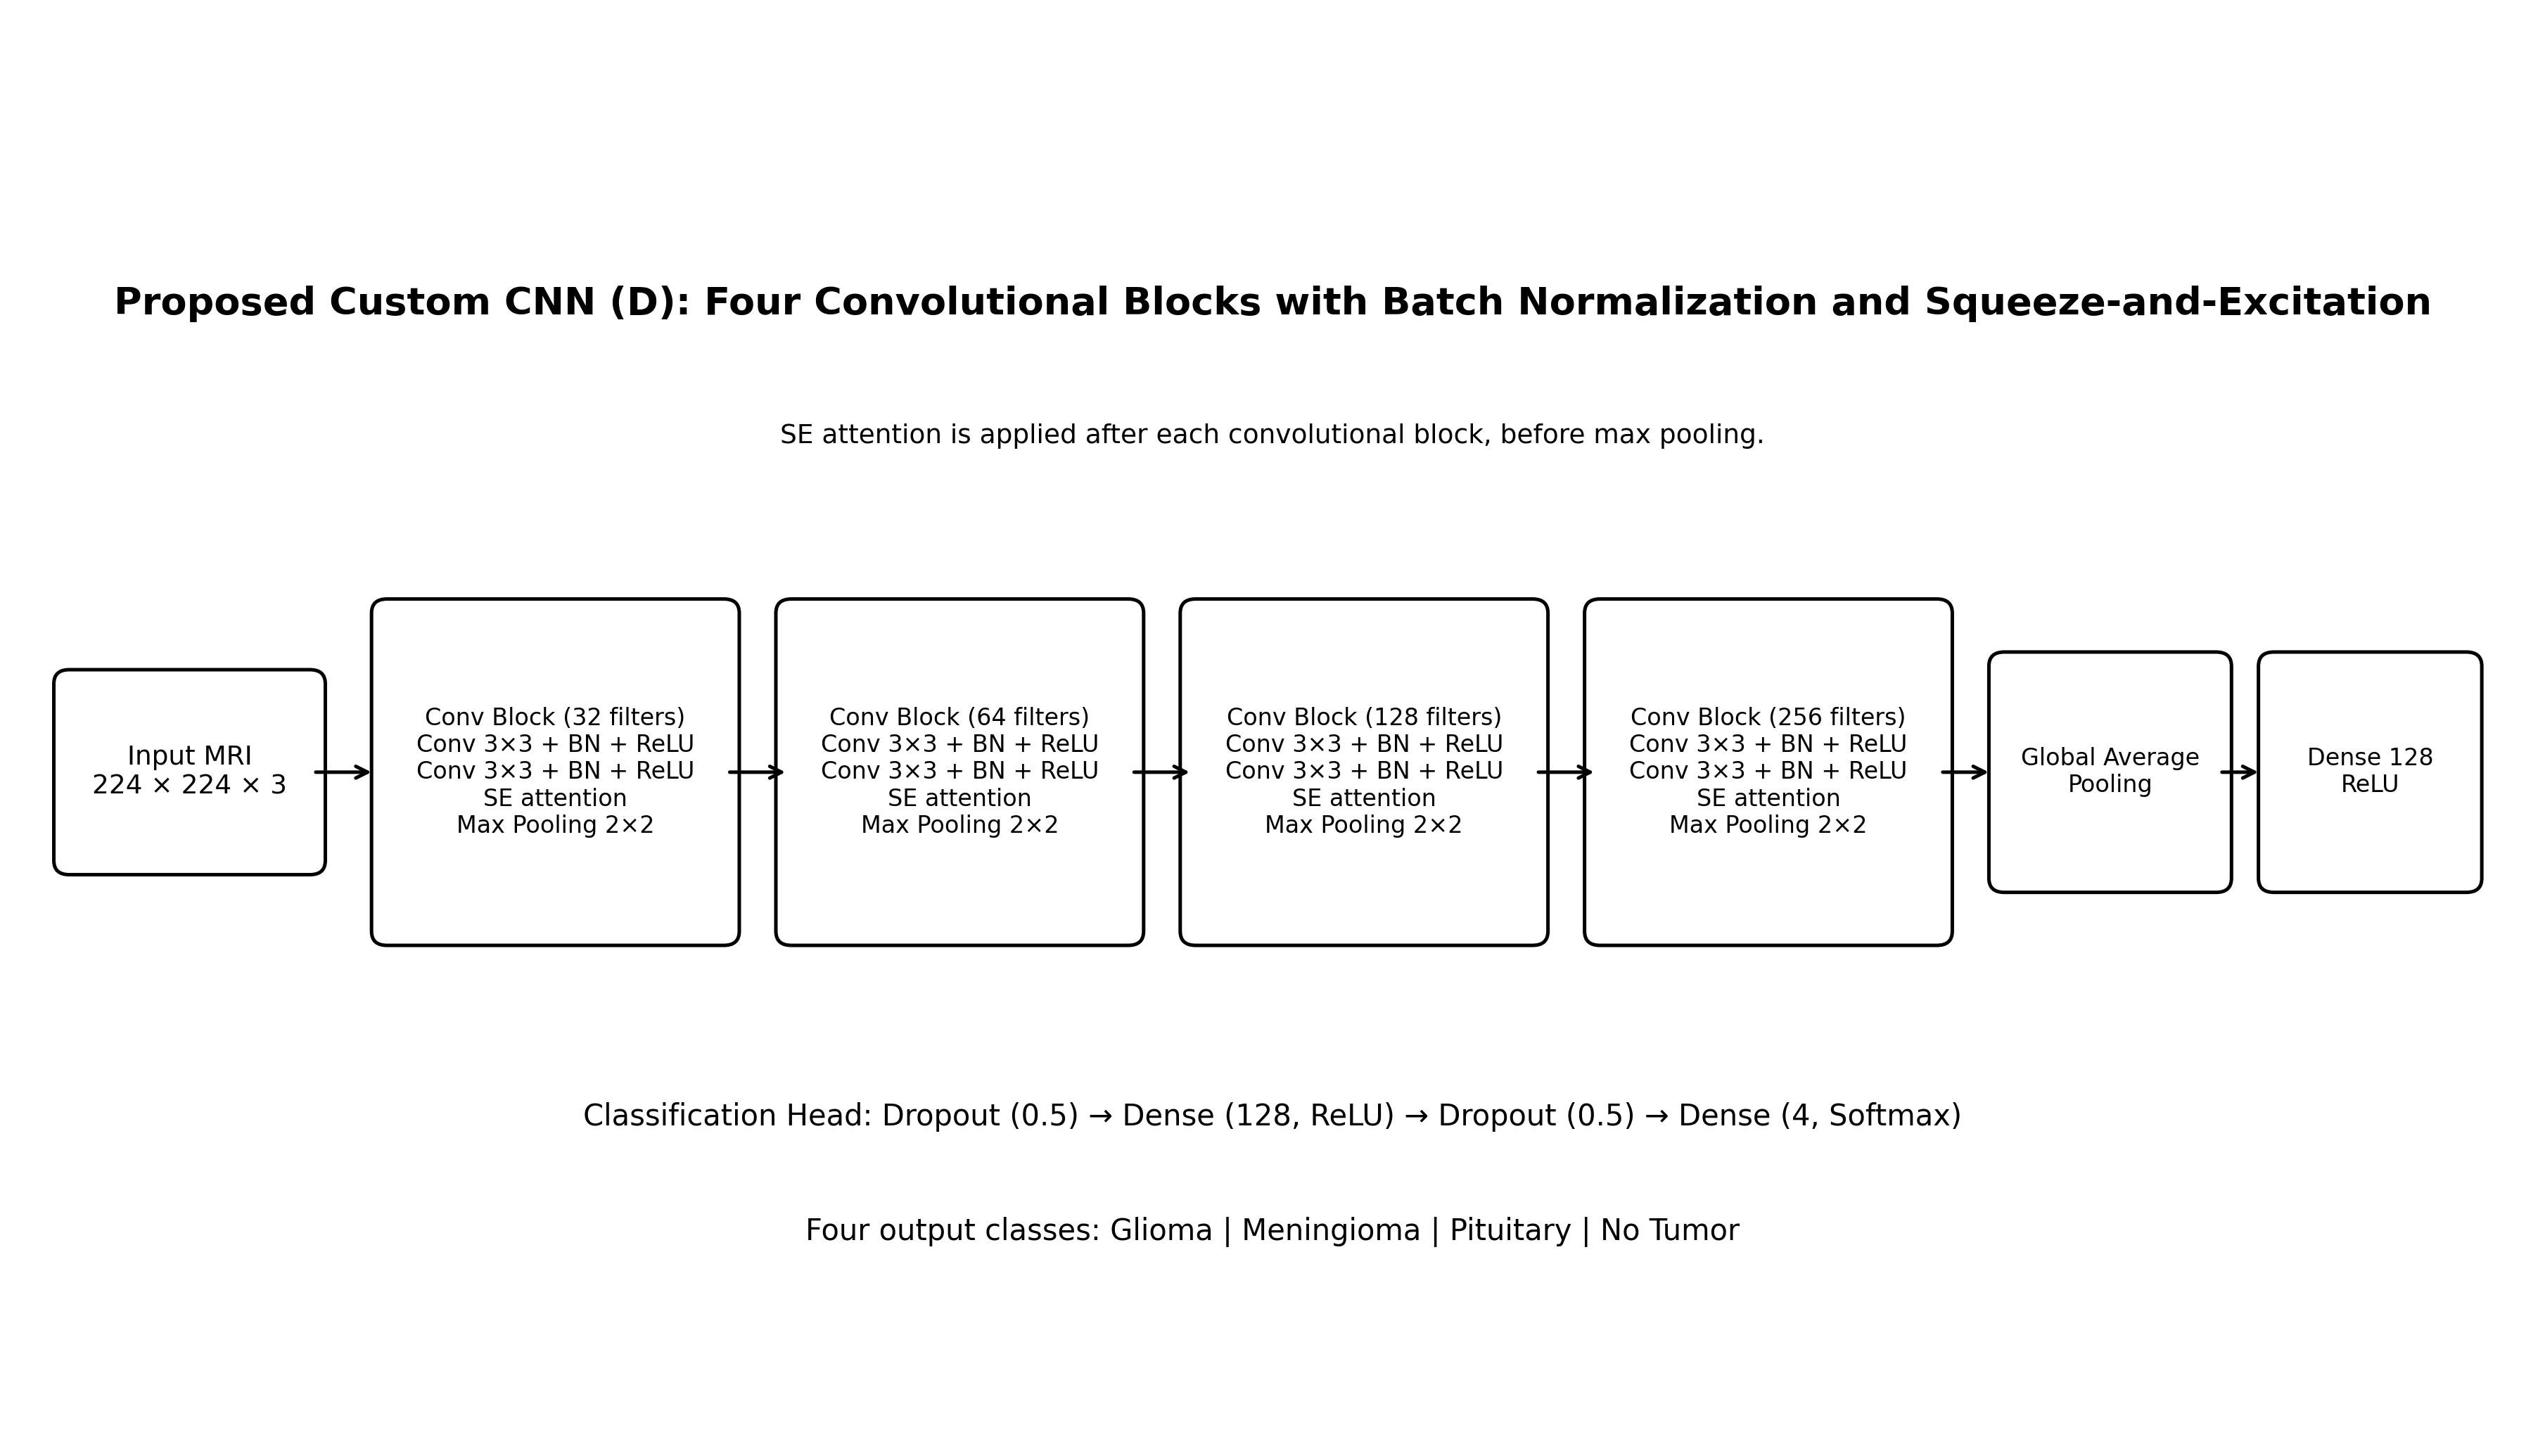 Proposed Custom CNN (D): Four Convolutional Blocks with Batch Normalization and Squeeze-and-Excitation
SE attention is applied after each convolutional block, before max pooling.
Input MRI
224 × 224 × 3
Conv Block (32 filters)
Conv 3×3 + BN + ReLU
Conv 3×3 + BN + ReLU
SE attention
Max Pooling 2×2
Conv Block (64 filters)
Conv 3×3 + BN + ReLU
Conv 3×3 + BN + ReLU
SE attention
Max Pooling 2×2
Conv Block (128 filters)
Conv 3×3 + BN + ReLU
Conv 3×3 + BN + ReLU
SE attention
Max Pooling 2×2
Conv Block (256 filters)
Conv 3×3 + BN + ReLU
Conv 3×3 + BN + ReLU
SE attention
Max Pooling 2×2
Global Average
Pooling
Dense 128
ReLU
Classification Head: Dropout (0.5) → Dense (128, ReLU) → Dropout (0.5) → Dense (4, Softmax)
Four output classes: Glioma | Meningioma | Pituitary | No Tumor